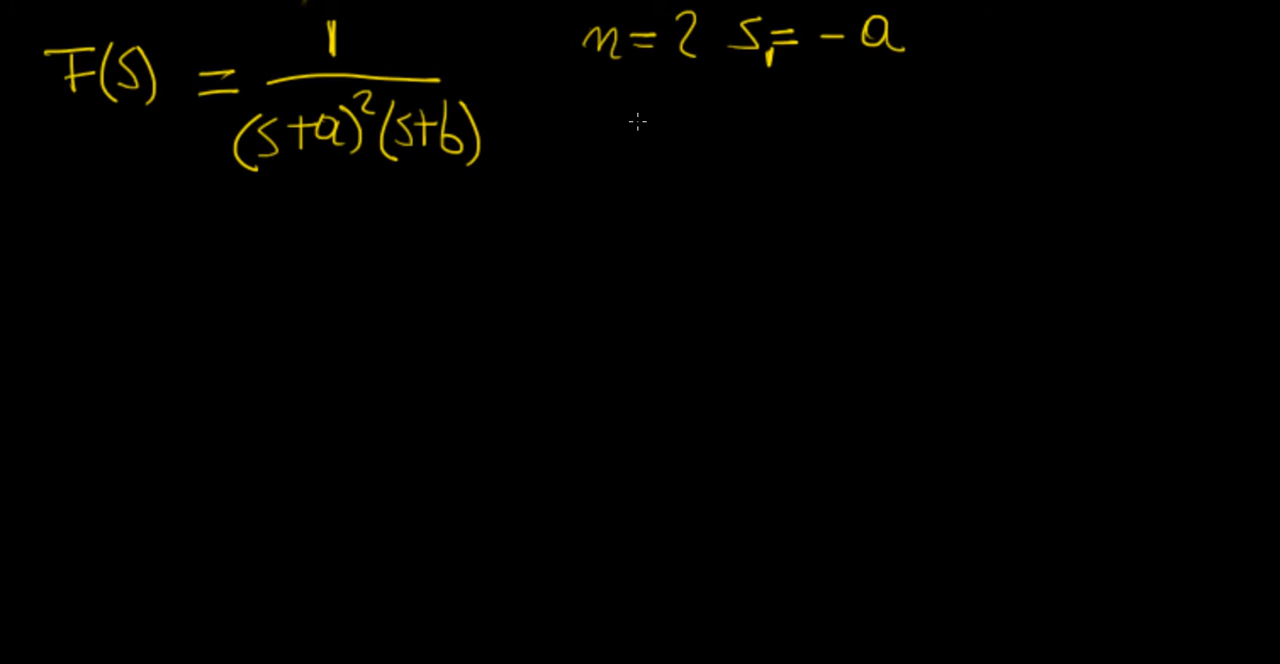 F(s) = 1/((s+a)²(s+b))
n = 2 s₁ = -a